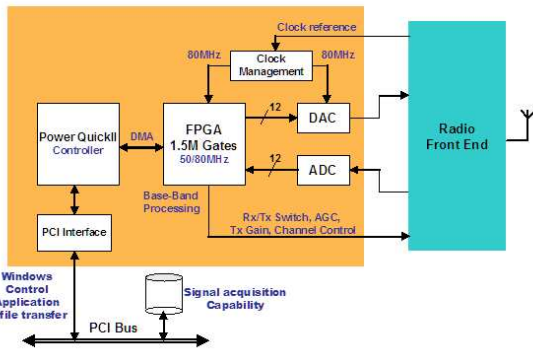 Clock reference
80MHz
80MHz
Clock
Management
12
DAC
Power QuickII
Controller
DMA
FPGA
1.5M Gates
50/80MHz
Radio
Front End
12
ADC
Base-Band
Processing
PCI Interface
Rx/Tx Switch, AGC,
Tx Gain, Channel Control
Windows
Control
Application
file transfer
Signal acquisition
Capability
PCI Bus